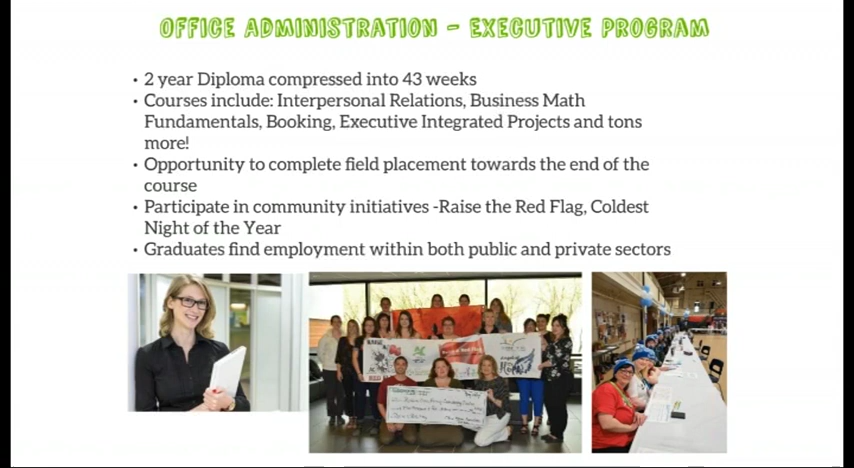 OFFICE ADMINISTRATION - EXECUTIVE PROGRAM
• 2 year Diploma compressed into 43 weeks
• Courses include: Interpersonal Relations, Business Math
Fundamentals, Booking, Executive Integrated Projects and tons
more!
• Opportunity to complete field placement towards the end of the
course
• Participate in community initiatives -Raise the Red Flag, Coldest
Night of the Year
• Graduates find employment within both public and private sectors